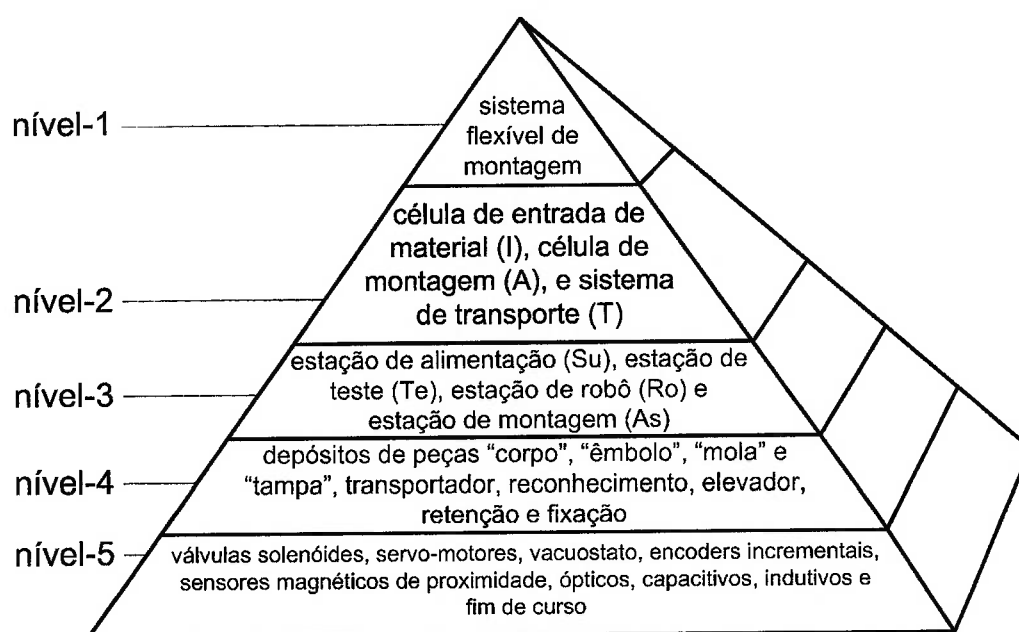 nível-1
sistema
flexível de
montagem
nível-2
célula de entrada de
material (I), célula de
montagem (A), e sistema
de transporte (T)
nível-3
estação de alimentação (Su), estação de
teste (Te), estação de robô (Ro) e
estação de montagem (As)
nível-4
depósitos de peças “corpo”, “êmbolo”, “mola” e
“tampa”, transportador, reconhecimento, elevador,
retenção e fixação
nível-5
válvulas solenóides, servo-motores, vacuostato, encoders incrementais,
sensores magnéticos de proximidade, ópticos, capacitivos, indutivos e
fim de curso